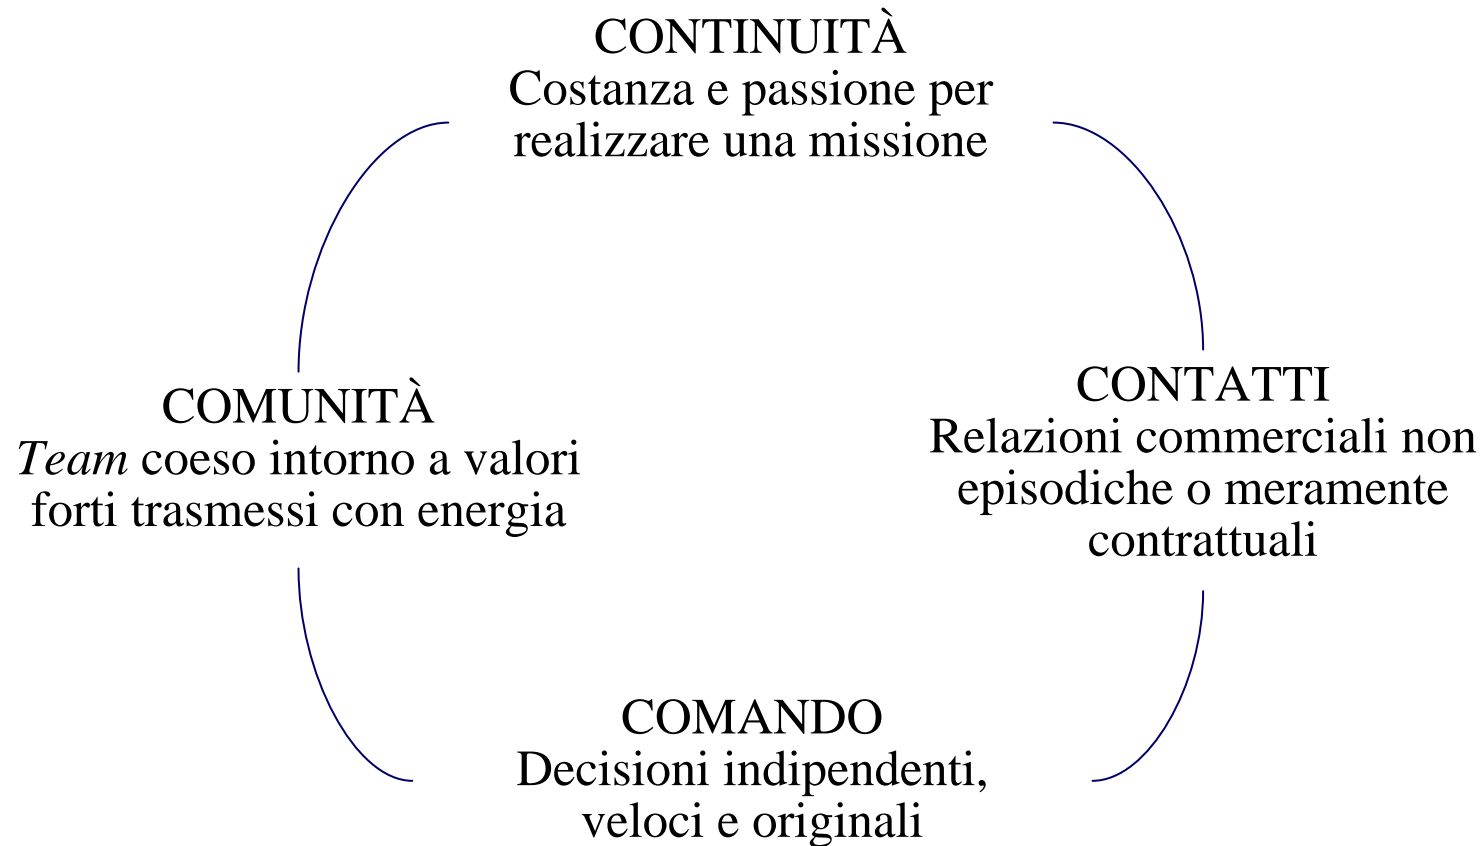 CONTINUITÀ
Costanza e passione per
realizzare una missione
COMUNITÀ
Team coeso intorno a valori
forti trasmessi con energia
CONTATTI
Relazioni commerciali non
episodiche o meramente
contrattuali
COMANDO
Decisioni indipendenti,
veloci e originali